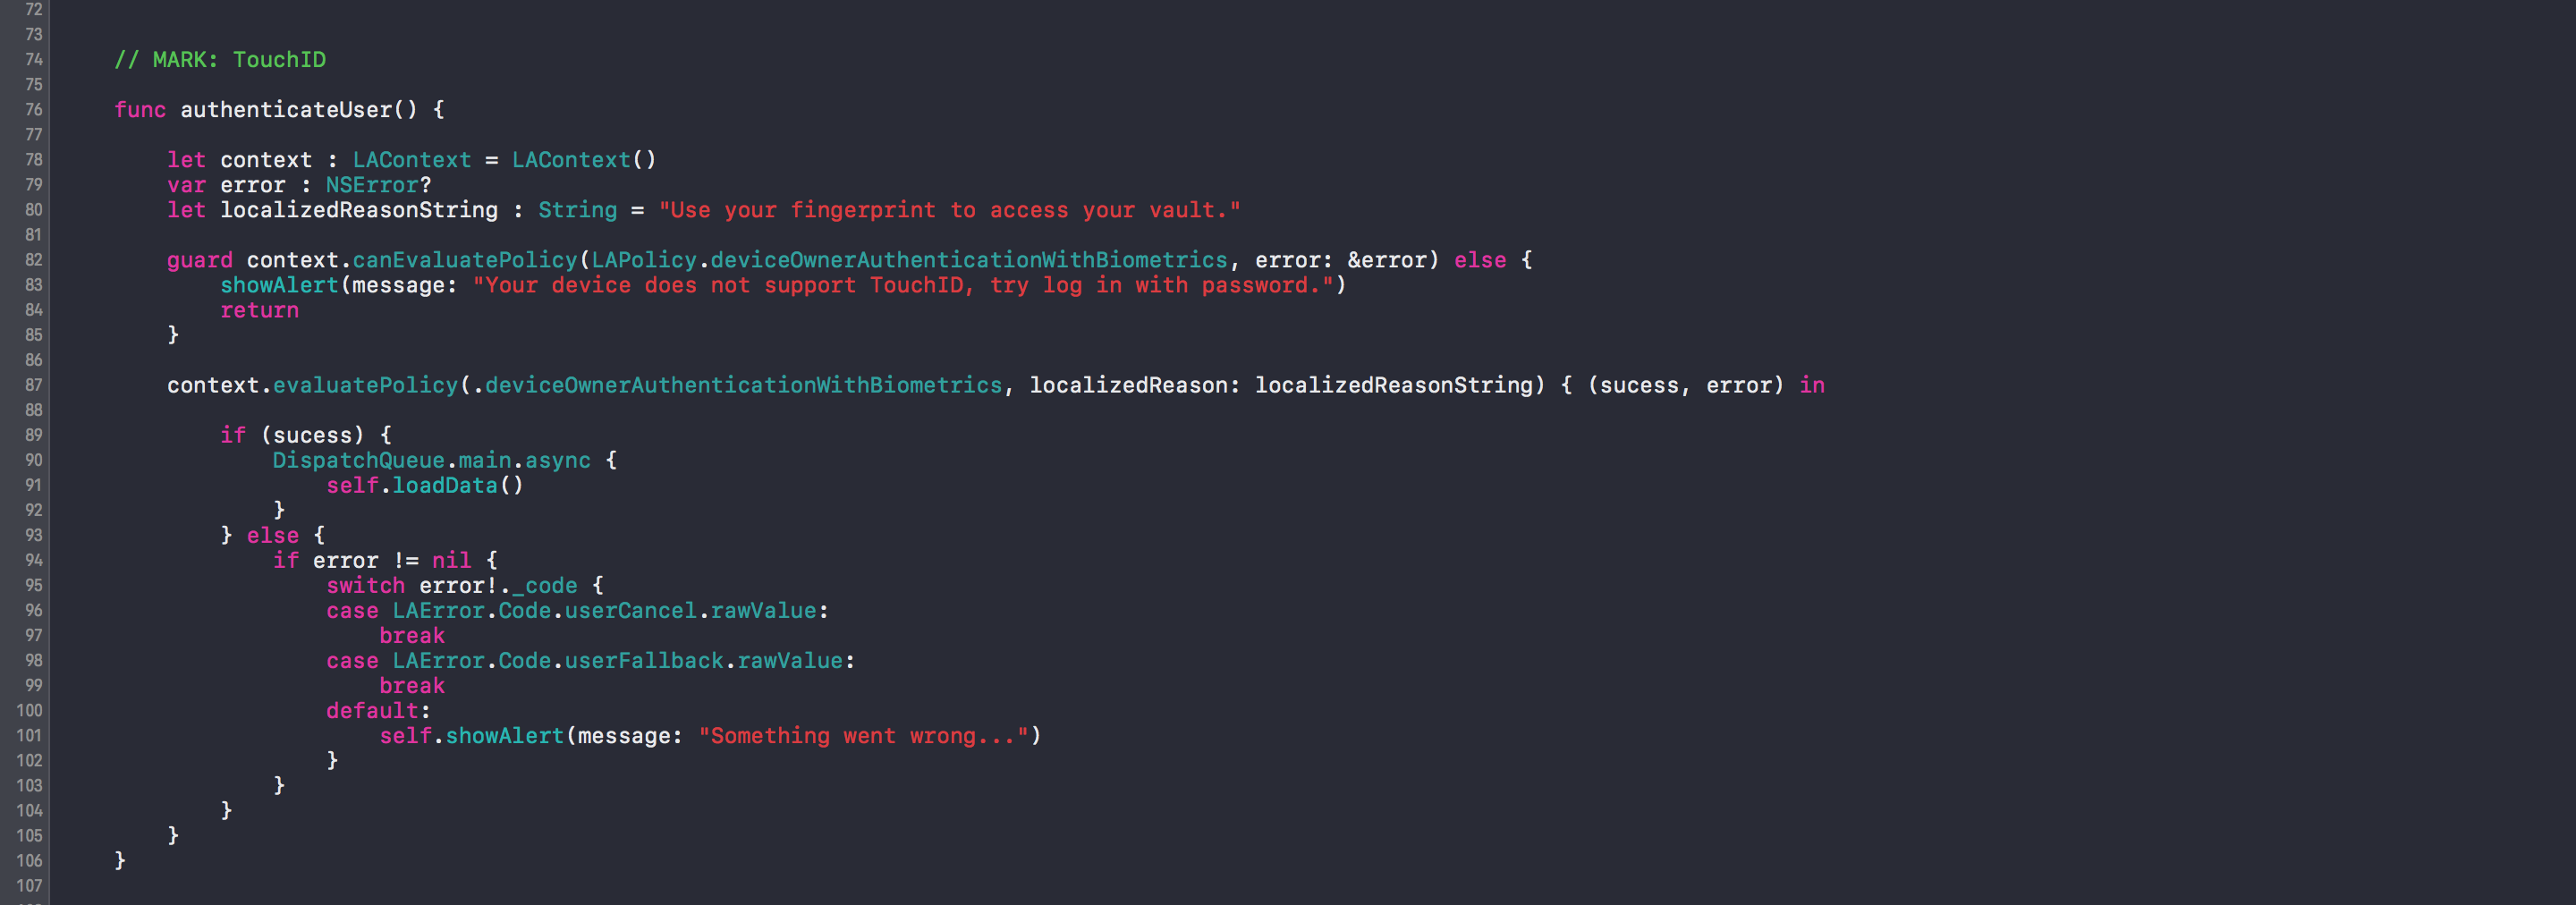 72
73
74 // MARK: TouchID
75
76 func authenticateUser() {
77
78 let context : LAContext = LAContext()
79 var error : NSError?
80 let localizedReasonString : String = "Use your fingerprint to access your vault."
81
82 guard context.canEvaluatePolicy(LAPolicy.deviceOwnerAuthenticationWithBiometrics, error: &error) else {
83 showAlert(message: "Your device does not support TouchID, try log in with password.")
84 return
85 }
86
87 context.evaluatePolicy(.deviceOwnerAuthenticationWithBiometrics, localizedReason: localizedReasonString) { (sucess, error) in
88
89 if (sucess) {
90 DispatchQueue.main.async {
91 self.loadData()
92 }
93 } else {
94 if error != nil {
95 switch error!._code {
96 case LAError.Code.userCancel.rawValue:
97 break
98 case LAError.Code.userFallback.rawValue:
99 break
100 default:
101 self.showAlert(message: "Something went wrong...")
102 }
103 }
104 }
105 }
106 }
107